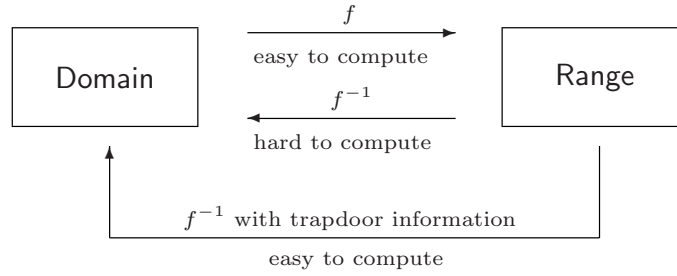 f
Domain
easy to compute
Range
f⁻¹
hard to compute
f⁻¹ with trapdoor information
easy to compute